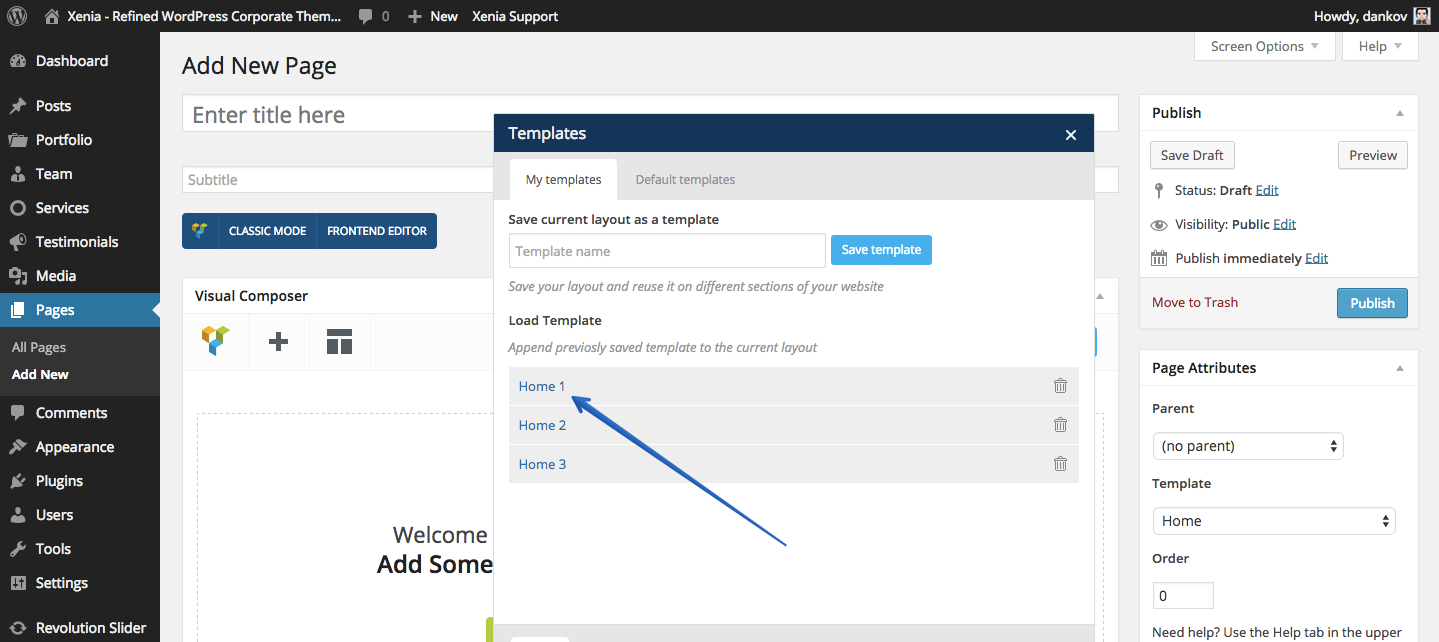 Xenia - Refined WordPress Corporate Them... 0 New Xenia Support Howdy, dankov
Screen Options Help
Dashboard
Posts
Portfolio
Team
Services
Testimonials
Media
Pages
All Pages
Add New
Comments
Appearance
Plugins
Users
Tools
Settings
Revolution Slider
Add New Page
Enter title here
Subtitle
CLASSIC MODE FRONTEND EDITOR
Visual Composer
Welcome
Add Some
Templates
My templates Default templates
Save current layout as a template
Template name Save template
Save your layout and reuse it on different sections of your website
Load Template
Append previosly saved template to the current layout
Home 1
Home 2
Home 3
Publish
Save Draft Preview
Status: Draft Edit
Visibility: Public Edit
Publish immediately Edit
Move to Trash Publish
Page Attributes
Parent
(no parent)
Template
Home
Order
0
Need help? Use the Help tab in the upper